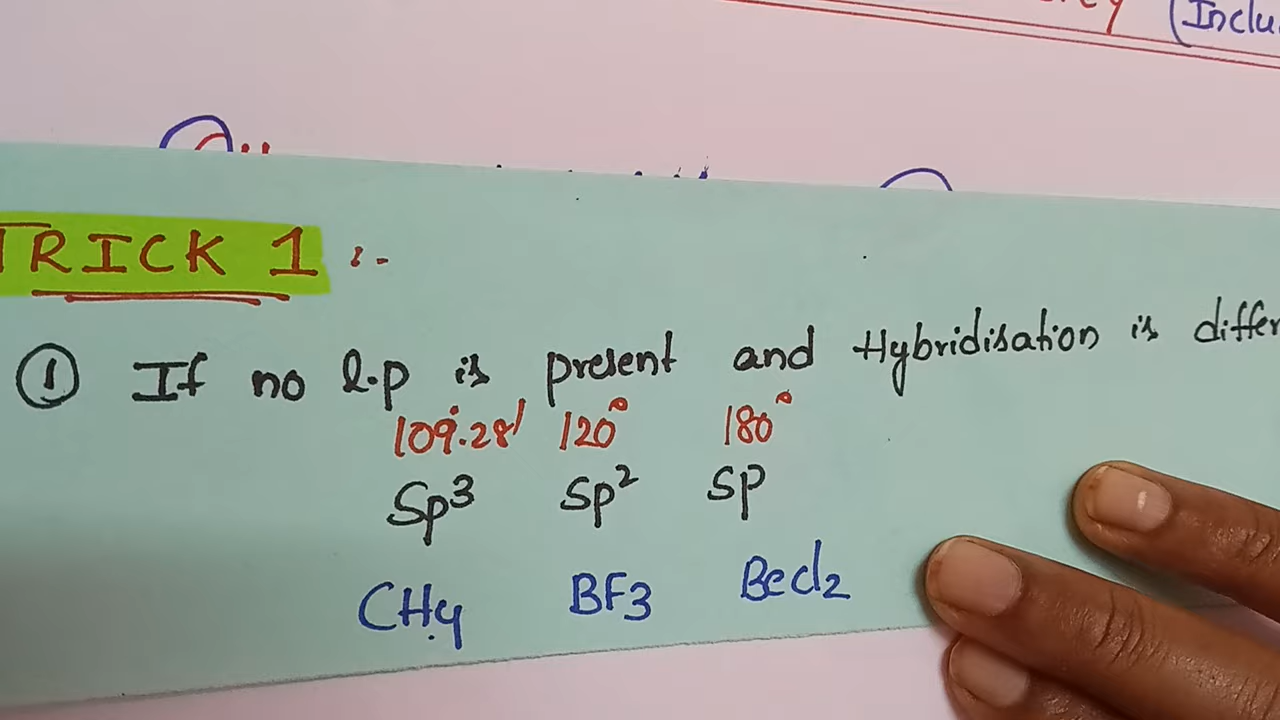 (Inclu
TRICK 1 :-
① If no l.p is present and Hybridisation is differ
109°.28' 120° 180°
Sp³ Sp² SP
CH4 BF3 Becl2